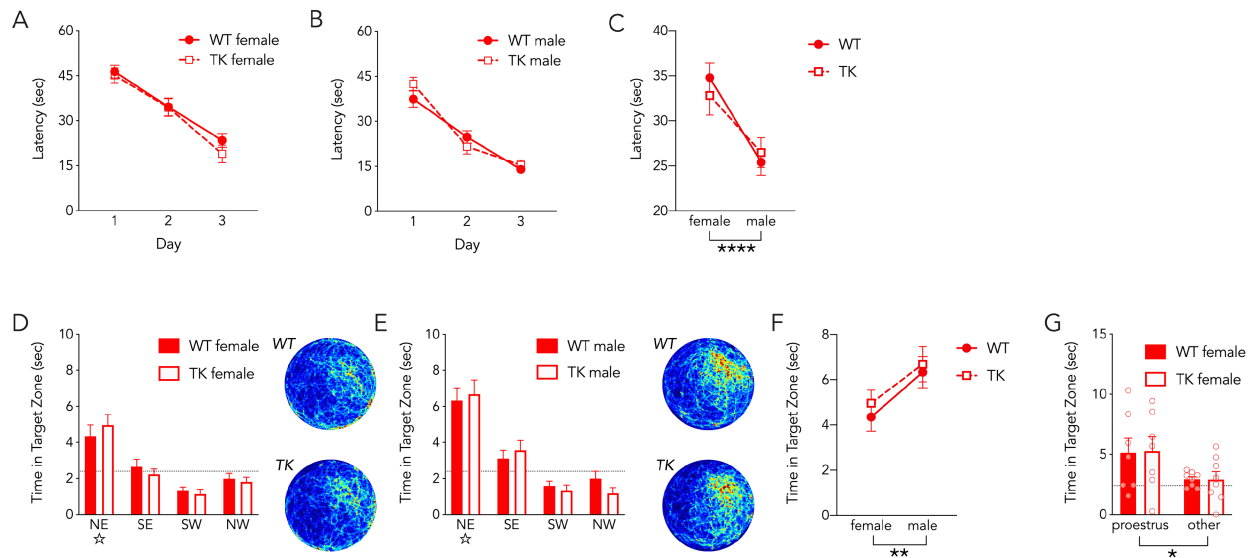 A
Latency (sec)
60
45
30
15
0
1 2 3
Day
WT female
TK female
B
Latency (sec)
60
45
30
15
0
1 2 3
Day
WT male
TK male
C
Latency (sec)
40
35
30
25
20
female male
****
WT
TK
D
Time in Target Zone (sec)
10
8
6
4
2
0
NE SE SW NW
☆
WT female
TK female
WT
TK
E
Time in Target Zone (sec)
10
8
6
4
2
0
NE SE SW NW
☆
WT male
TK male
WT
TK
F
Time in Target Zone (sec)
8
6
4
2
0
female male
**
WT
TK
G
Time in Target Zone (sec)
15
10
5
0
proestrus other
*
WT female
TK female